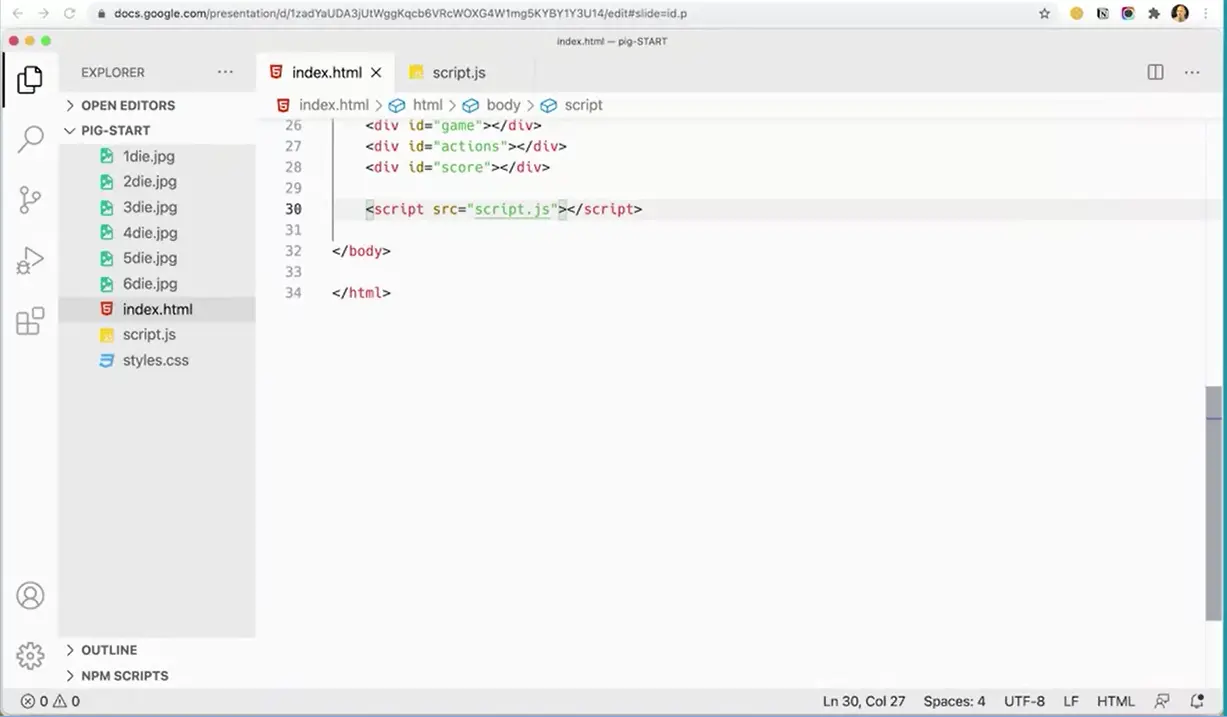 docs.google.com/presentation/d/1zadYaUDA3jUtWggKqcb6VRcWOXG4W1mg5KYBY1Y3U14/edit#slide=id.p
index.html — pig-START
EXPLORER
index.html
script.js
OPEN EDITORS
index.html > html > body > script
PIG-START
1die.jpg
2die.jpg
3die.jpg
4die.jpg
5die.jpg
6die.jpg
index.html
script.js
styles.css
26 <div id="game"></div>
27 <div id="actions"></div>
28 <div id="score"></div>
29
30 <script src="script.js"></script>
31
32 </body>
33
34 </html>
OUTLINE
NPM SCRIPTS
0 0
Ln 30, Col 27 Spaces: 4 UTF-8 LF HTML